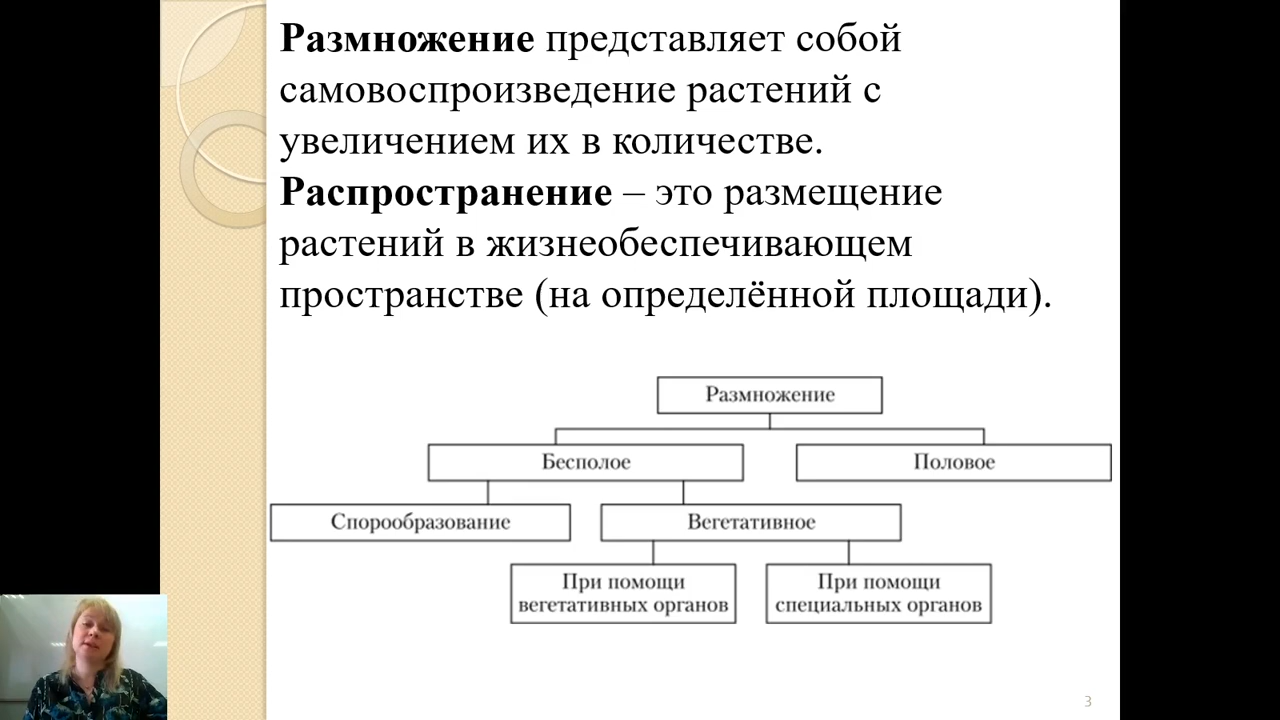 Размножение представляет собой
самовоспроизведение растений с
увеличением их в количестве.
Распространение – это размещение
растений в жизнеобеспечивающем
пространстве (на определённой площади).
Размножение
Бесполое
Половое
Спорообразование
Вегетативное
При помощи
вегетативных органов
При помощи
специальных органов
3